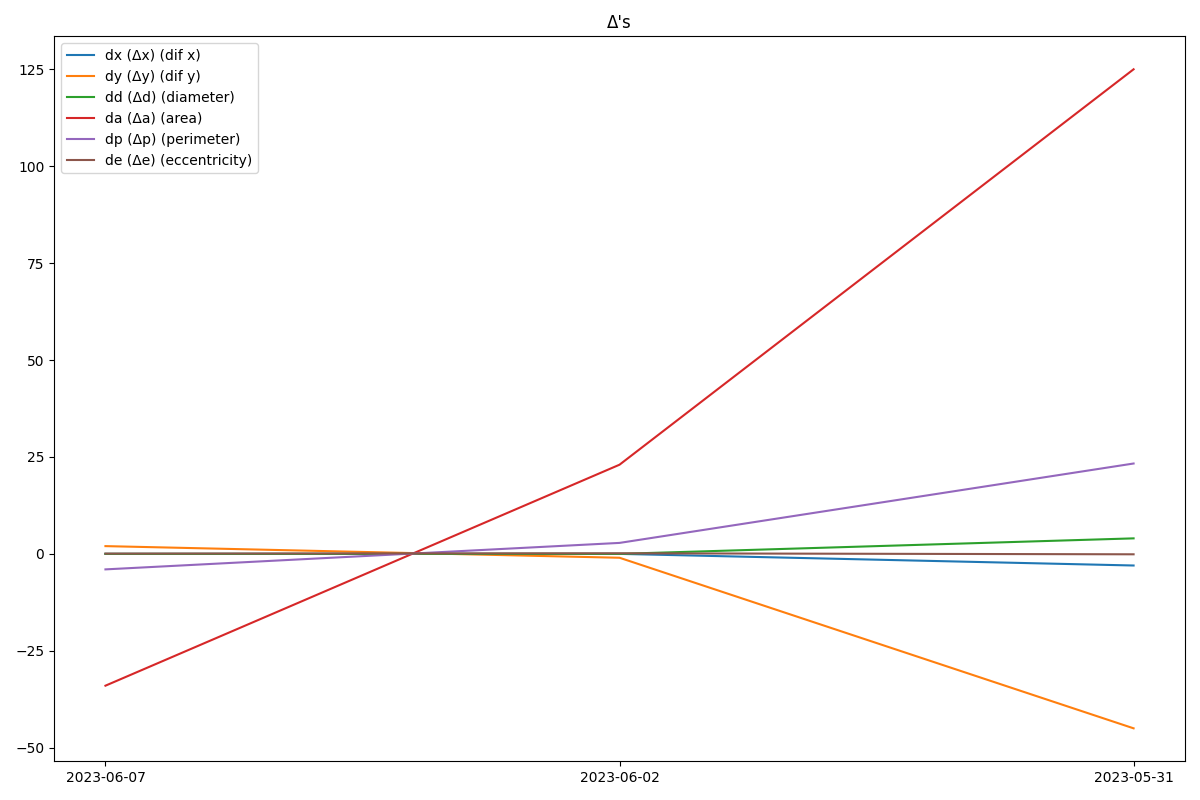 Δ's
dx (Δx) (dif x)
dy (Δy) (dif y)
dd (Δd) (diameter)
da (Δa) (area)
dp (Δp) (perimeter)
de (Δe) (eccentricity)
125
100
75
50
25
0
−25
−50
2023-06-07 2023-06-02 2023-05-31